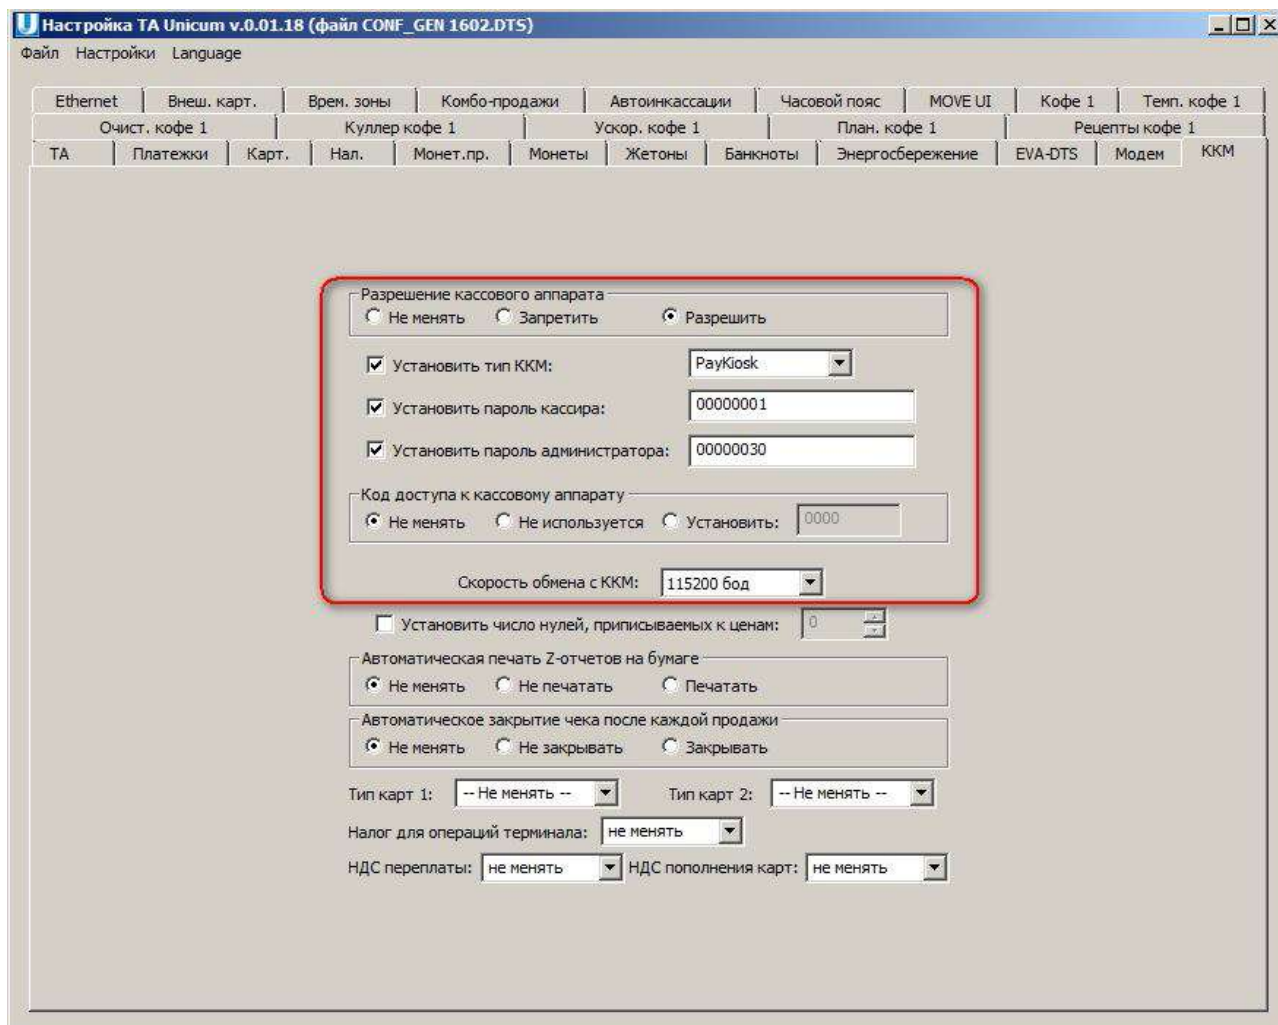 Настройка TA Unicum v.0.01.18 (файл CONF_GEN 1602.DTS)
Файл Настройки Language
Ethernet Внеш. карт. Врем. зоны Комбо-продажи Автоинкассации Часовой пояс MOVE UI Кофе 1 Темп. кофе 1
Очист. кофе 1 Куллер кофе 1 Ускор. кофе 1 План. кофе 1 Рецепты кофе 1
ТА Платежки Карт. Нал. Монет.пр. Монеты Жетоны Банкноты Энергосбережение EVA-DTS Модем ККМ
Разрешение кассового аппарата
Не менять Запретить Разрешить
Установить тип ККМ: PayKiosk
Установить пароль кассира: 00000001
Установить пароль администратора: 00000030
Код доступа к кассовому аппарату
Не менять Не используется Установить: 0000
Скорость обмена с ККМ: 115200 бод
Установить число нулей, приписываемых к ценам: 0
Автоматическая печать Z-отчетов на бумаге
Не менять Не печатать Печатать
Автоматическое закрытие чека после каждой продажи
Не менять Не закрывать Закрывать
Тип карт 1: -- Не менять -- Тип карт 2: -- Не менять --
Налог для операций терминала: не менять
НДС переплаты: не менять НДС пополнения карт: не менять